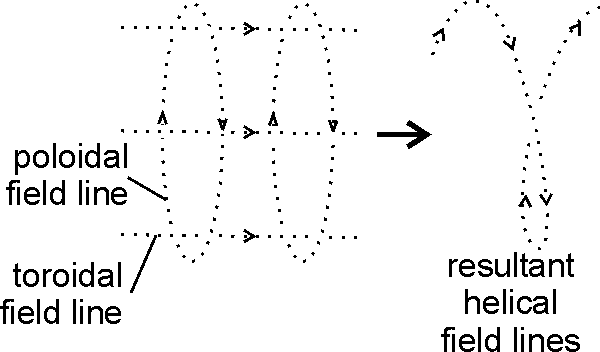 poloidal
field line
toroidal
field line
resultant
helical
field lines